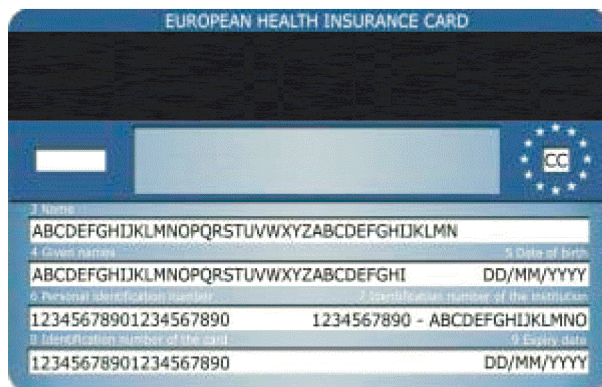 EUROPEAN HEALTH INSURANCE CARD
CC
3 Name
ABCDEFGHIJKLMNOPQRSTUVWXYZABCDEFGHIJKLMN
4 Given names 5 Date of birth
ABCDEFGHIJKLMNOPQRSTUVWXYZABCDEFGHI DD/MM/YYYY
6 Personal identification number 7 Identification number of the institution
12345678901234567890 1234567890 - ABCDEFGHIJKLMNO
8 Identification number of the card 9 Expiry date
12345678901234567890 DD/MM/YYYY